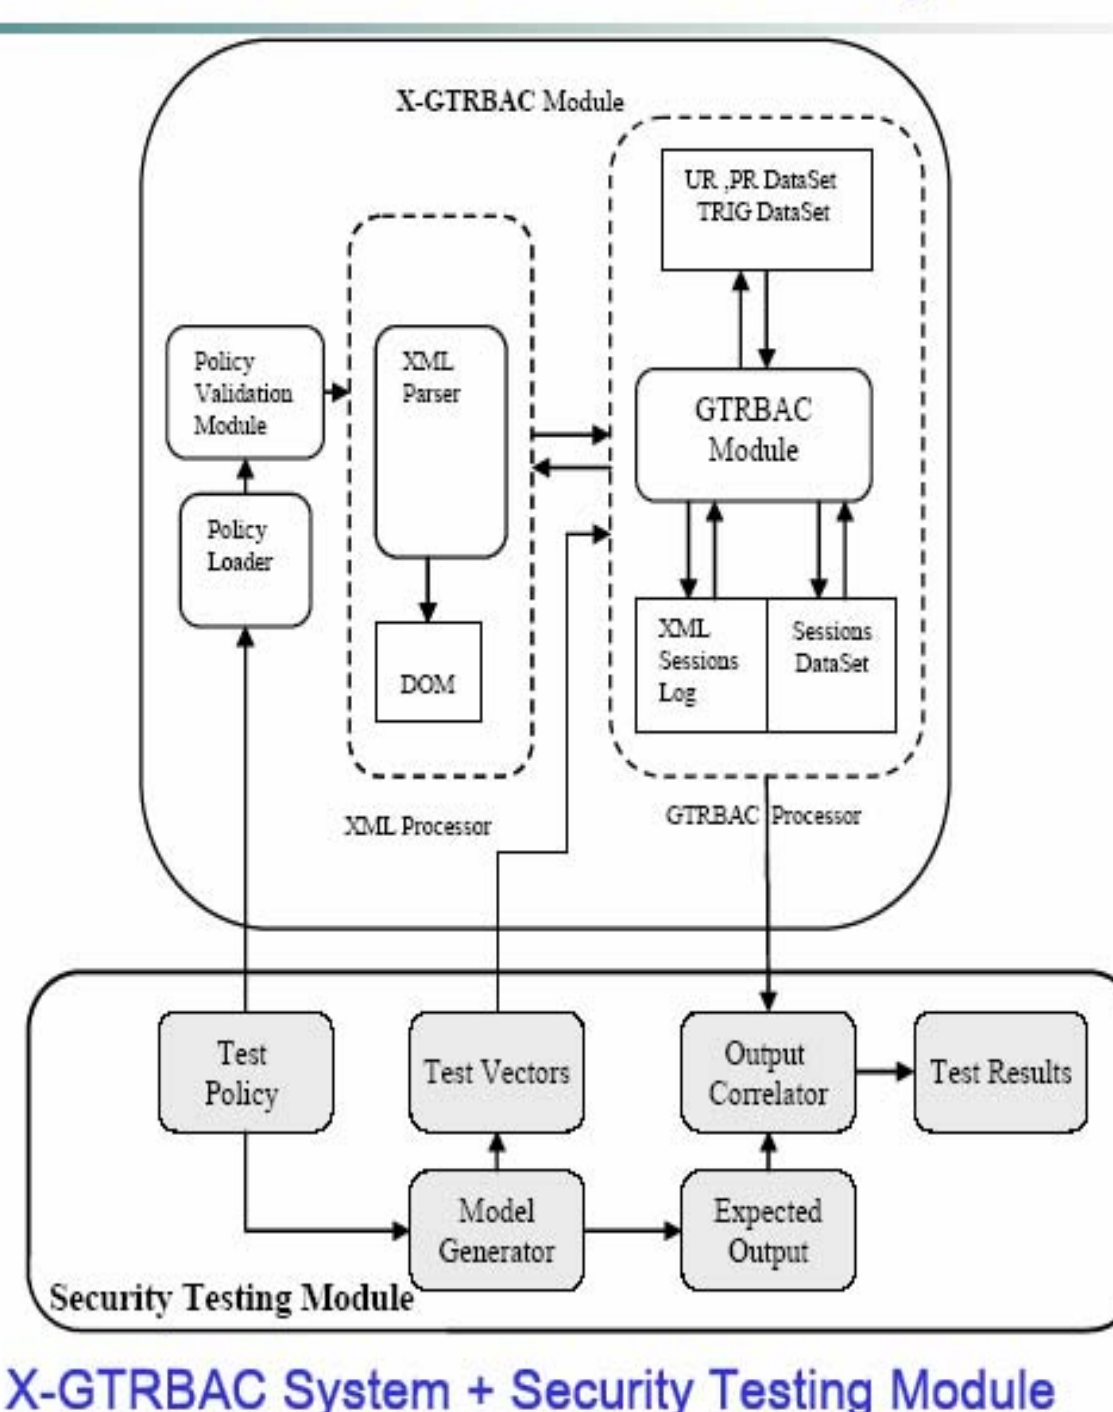 X-GTRBAC Module
UR ,PR DataSet
TRIG DataSet
Policy
Validation
Module
XML
Parser
GTRBAC
Module
Policy
Loader
DOM
XML
Sessions
Log
Sessions
DataSet
XML Processor
GTRBAC Processor
Test
Policy
Test Vectors
Output
Correlator
Test Results
Model
Generator
Expected
Output
Security Testing Module
X-GTRBAC System + Security Testing Module